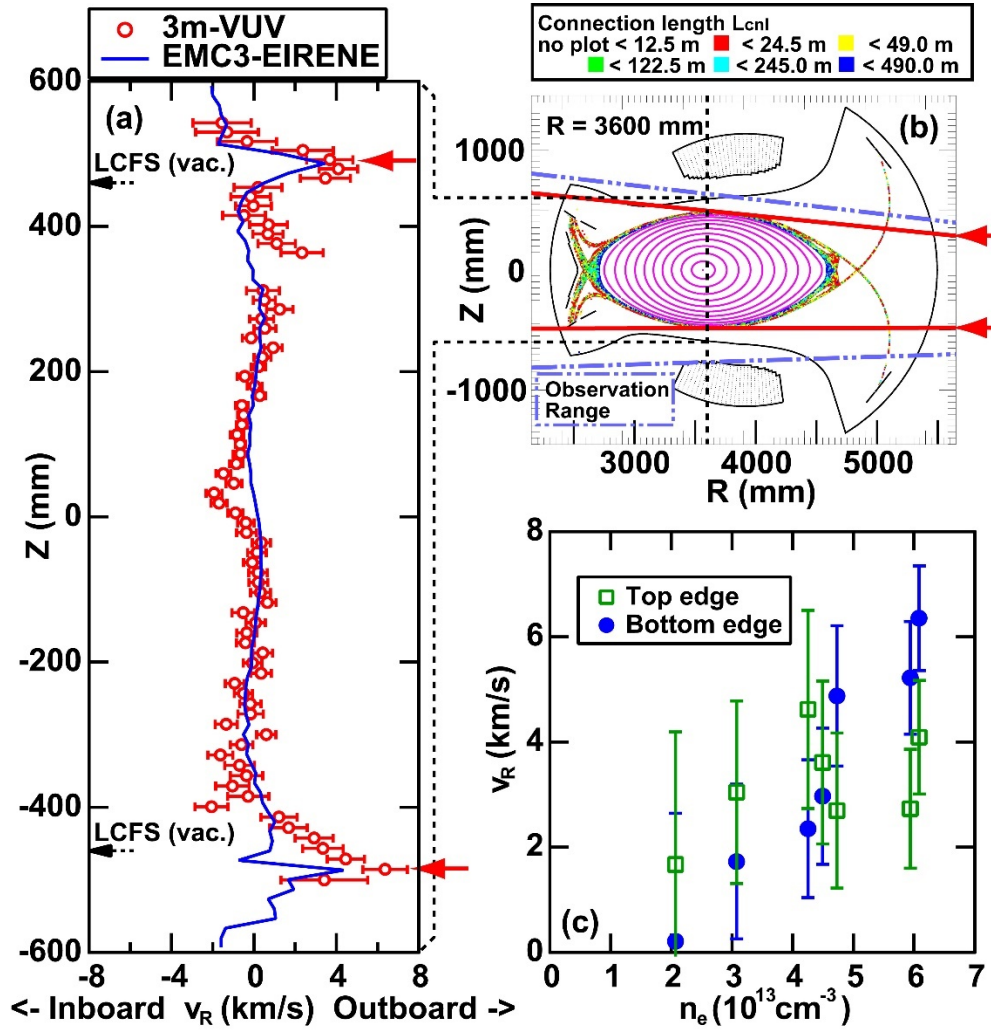 3m-VUV
EMC3-EIRENE
600
400
200
0
-200
-400
-600
Z (mm)
(a)
LCFS (vac.)
LCFS (vac.)
-8 -4 0 4 8
<- Inboard v_R (km/s) Outboard ->
Connection length L_cnl
no plot < 12.5 m < 24.5 m < 49.0 m
< 122.5 m < 245.0 m < 490.0 m
R = 3600 mm
(b)
1000
0
-1000
Z (mm)
Observation
Range
3000 4000 5000
R (mm)
8
6
4
2
0
v_R (km/s)
Top edge
Bottom edge
(c)
0 1 2 3 4 5 6 7
n_e (10^13 cm^-3)